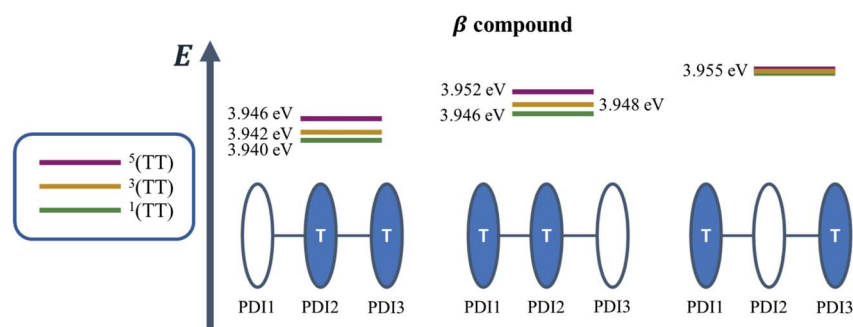 β compound
E
3.946 eV
3.942 eV
3.940 eV
3.952 eV
3.946 eV
3.948 eV
3.955 eV
⁵(TT)
³(TT)
¹(TT)
T T
T T
T T
PDI1 PDI2 PDI3
PDI1 PDI2 PDI3
PDI1 PDI2 PDI3